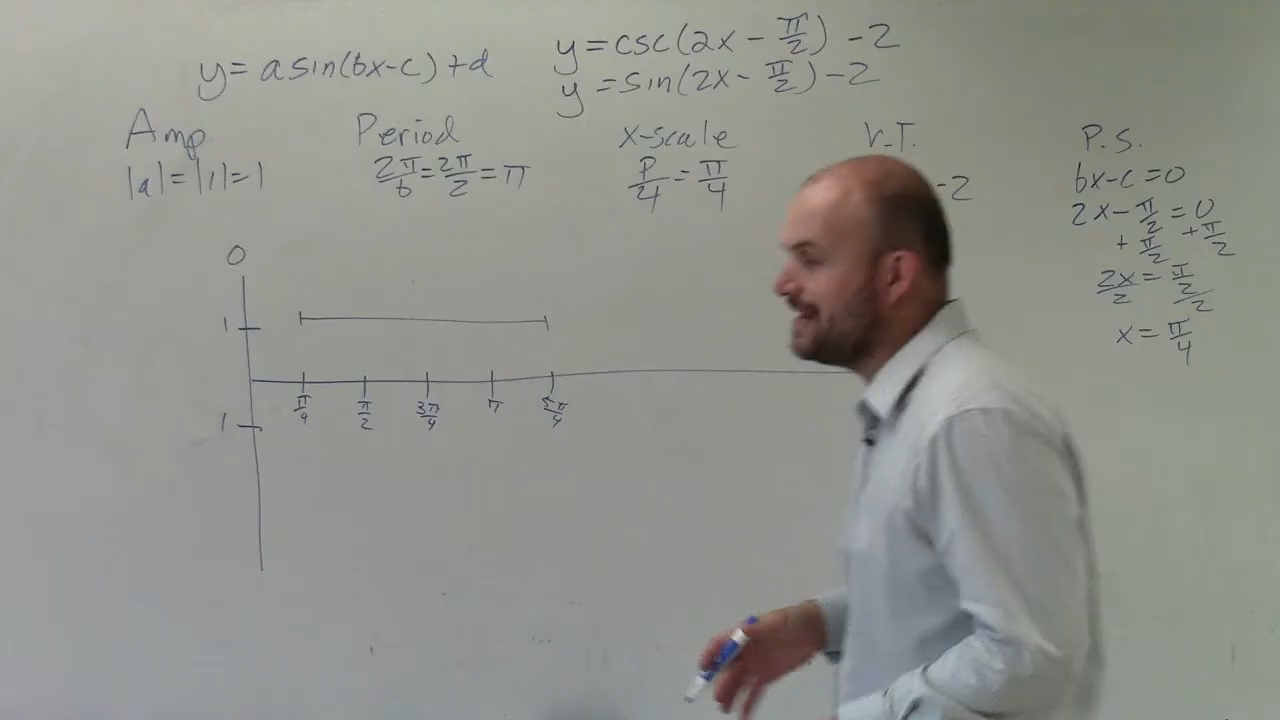 y = a sin(bx-c)+d
y = csc(2x - π/2) - 2
y = sin(2x - π/2) - 2
Amp
|a|=|1|=1
Period
2π/b = 2π/2 = π
x-scale
P/4 = π/4
V.T.
-2
P.S.
bx-c=0
2x - π/2 = 0
+ π/2 + π/2
2x/2 = π/2/2
x = π/4
0
1
π/4 π/2 3π/4 π 5π/4
1